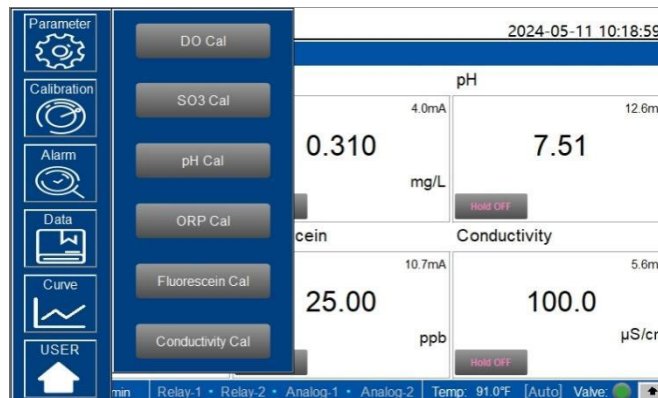 Parameter
Calibration
Alarm
Data
Curve
USER
DO Cal
SO3 Cal
pH Cal
ORP Cal
Fluorescein Cal
Conductivity Cal
2024-05-11 10:18:59
pH
4.0mA
12.6m
0.310
7.51
mg/L
Hold OFF
cein
Conductivity
10.7mA
5.6m
25.00
100.0
ppb
µS/cm
Hold OFF
min Relay-1 • Relay-2 • Analog-1 • Analog-2 Temp: 91.0°F [Auto] Valve: